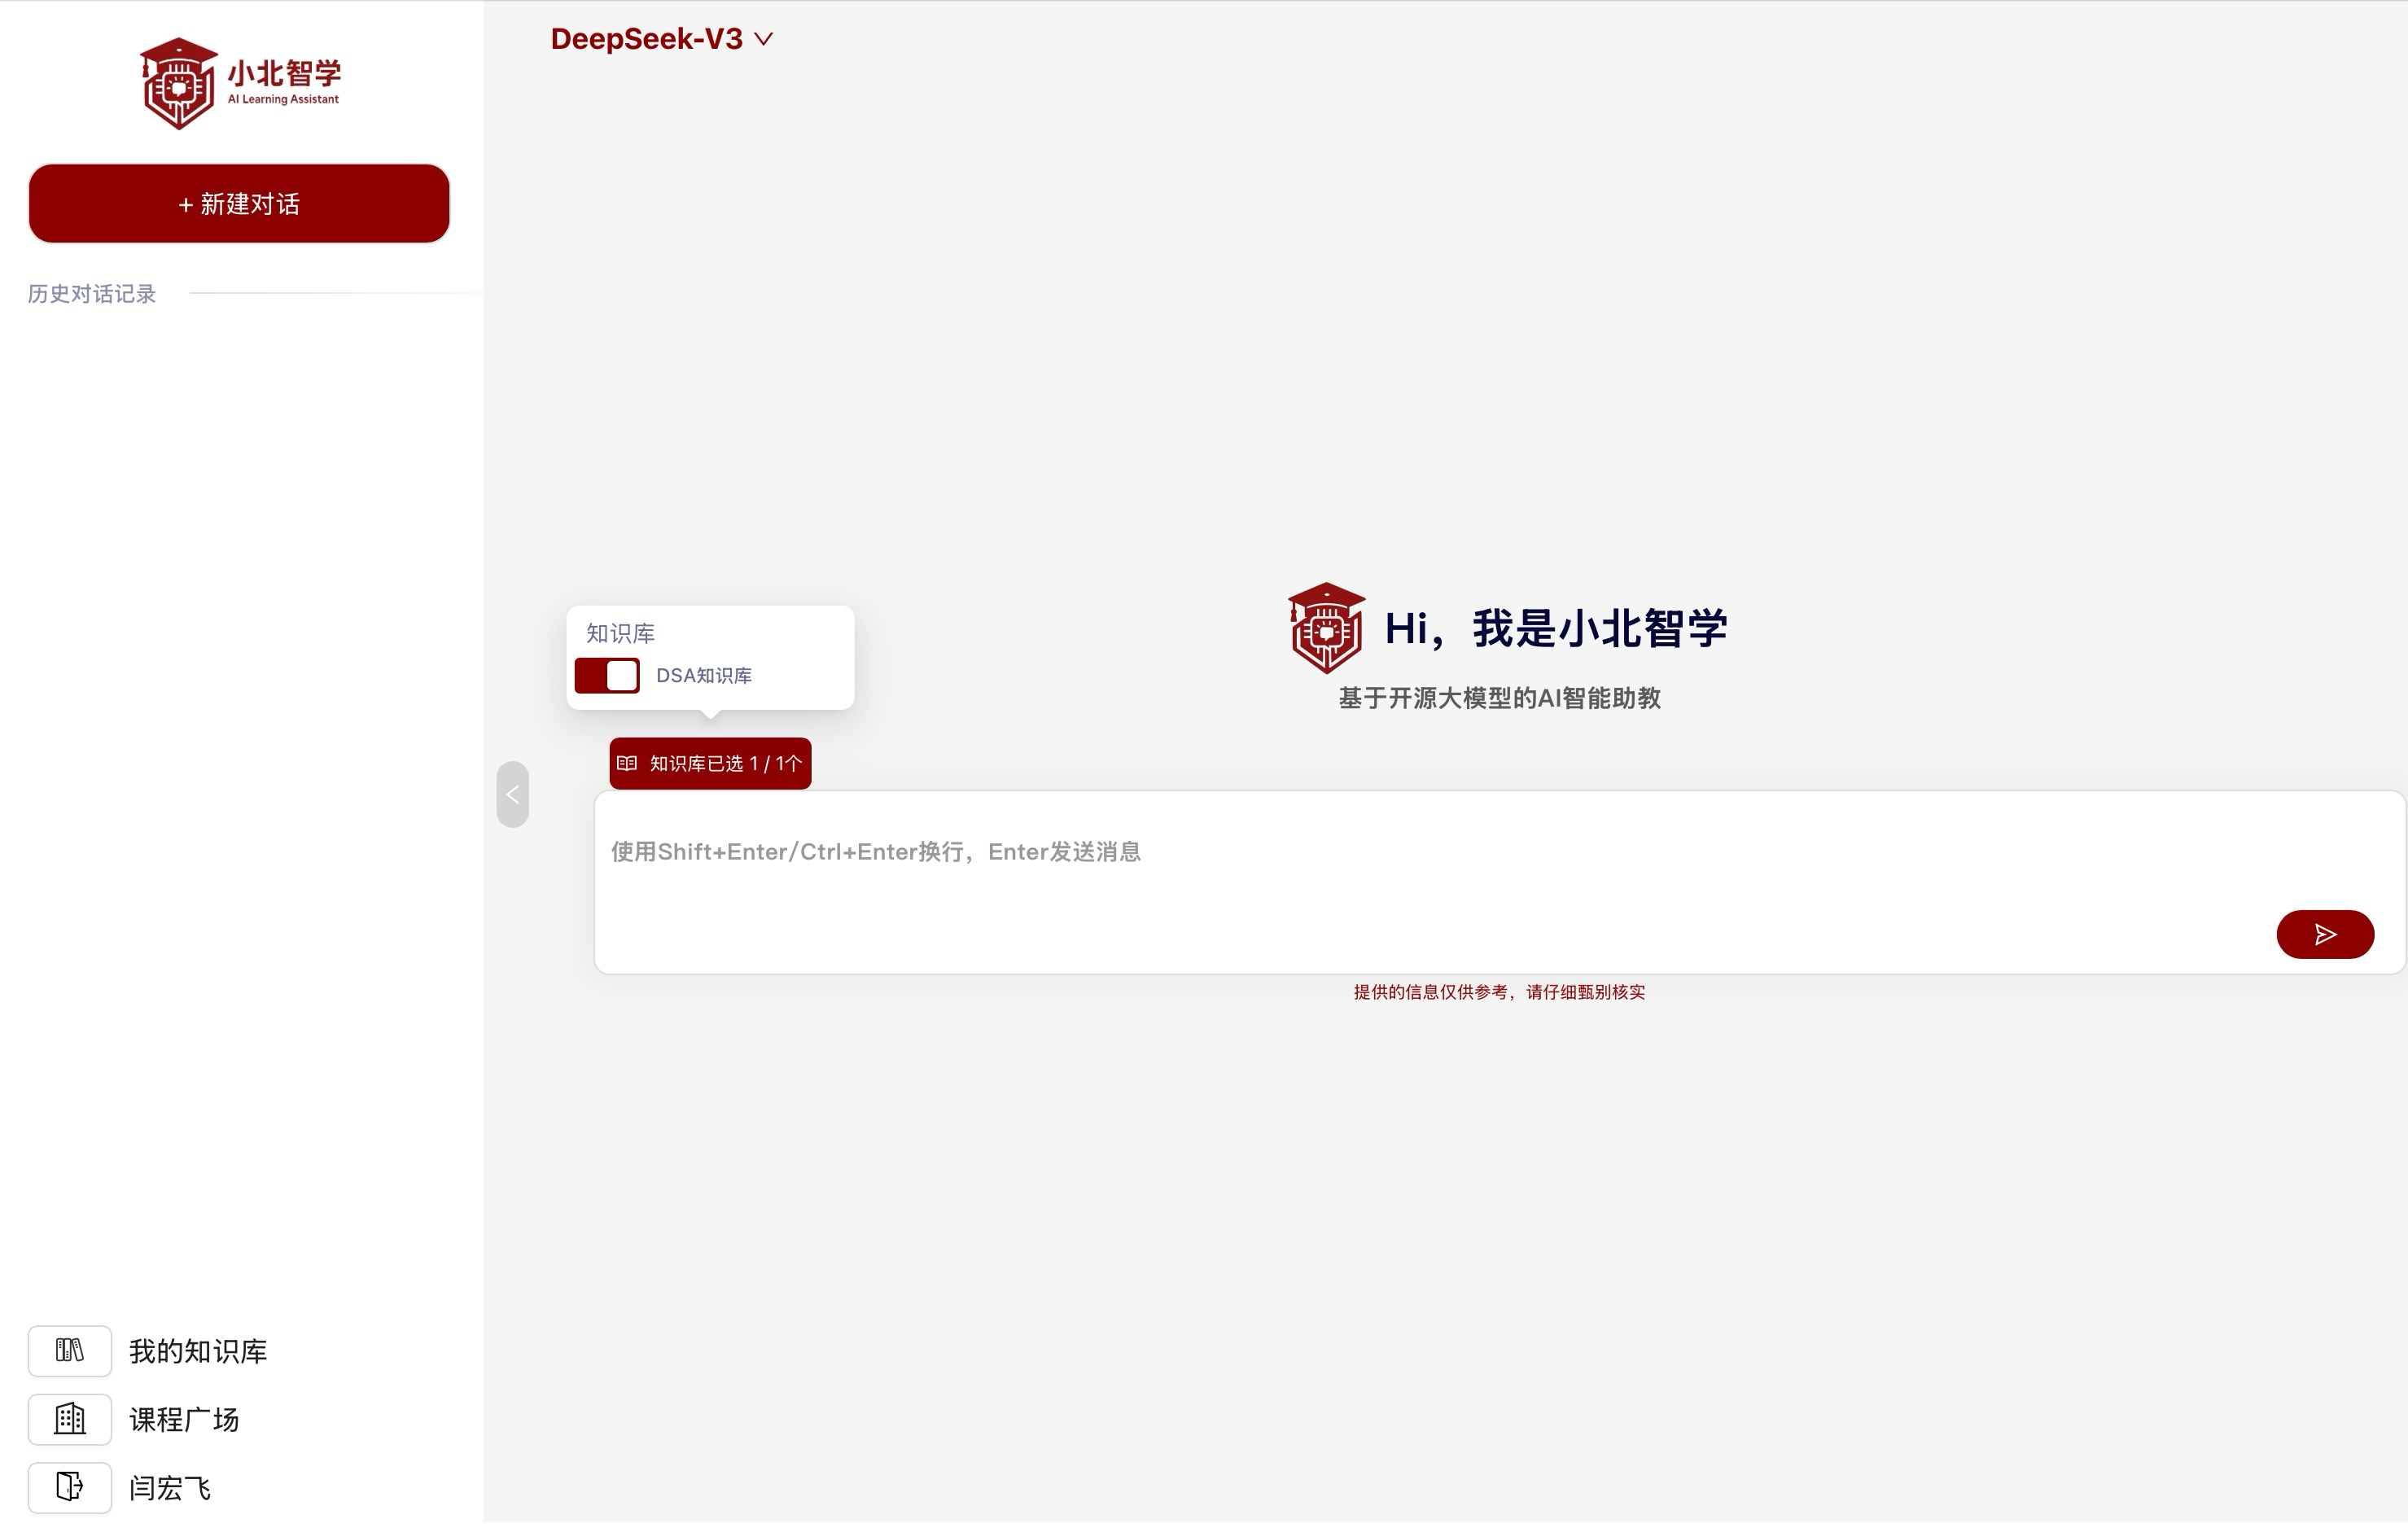 小北智学
AI Learning Assistant
+ 新建对话
历史对话记录
我的知识库
课程广场
闫宏飞
DeepSeek-V3
Hi，我是小北智学
基于开源大模型的AI智能助教
知识库
DSA知识库
知识库已选 1 / 1个
使用Shift+Enter/Ctrl+Enter换行，Enter发送消息
提供的信息仅供参考，请仔细甄别核实